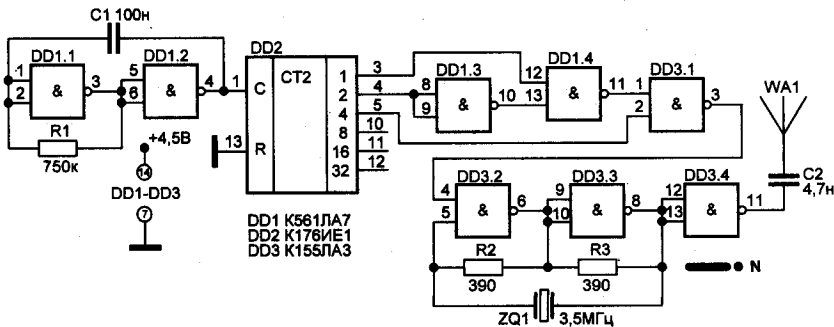 C1 100н
DD1.1
DD1.2
DD2
DD1.3
DD1.4
DD3.1
WA1
1
2
&
3
5
6
&
4
1
C
CT2
13
R
1
2
4
8
16
32
3
4
5
10
11
12
8
9
&
10
12
13
&
11
1
2
&
3
R1
750к
+4,5В
14
DD1-DD3
7
DD1 К561ЛА7
DD2 К176ИЕ1
DD3 К155ЛА3
DD3.2
DD3.3
DD3.4
C2
4,7н
4
5
&
6
9
10
&
8
12
13
&
11
R2
390
R3
390
N
ZQ1
3,5МГц